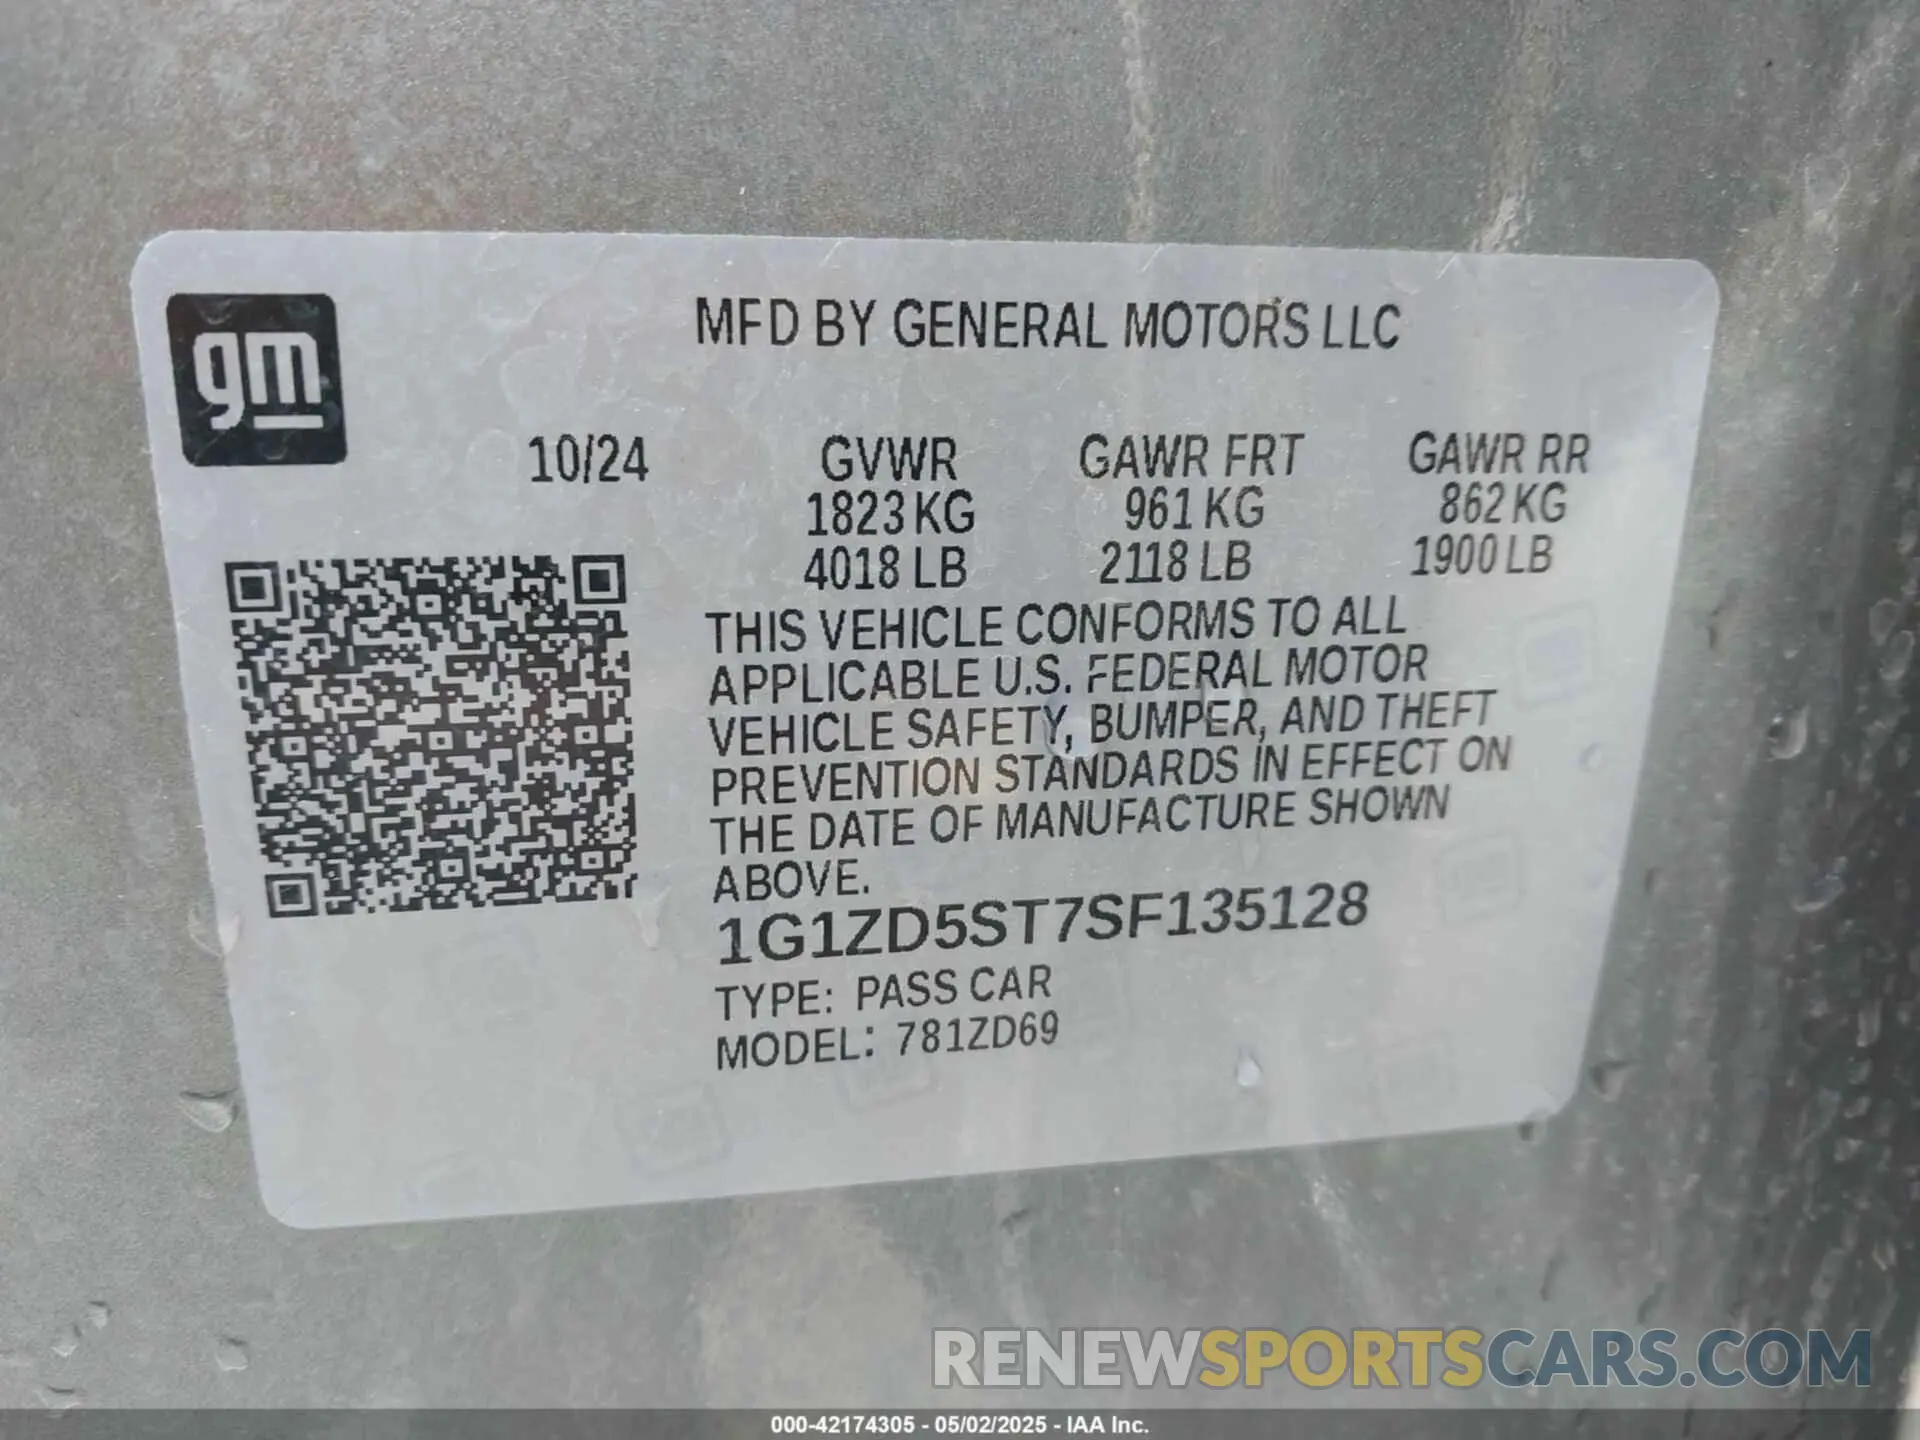 MFD BY GENERAL MOTORS LLC
gm
10/24 GVWR GAWR FRT GAWR RR
1823 KG 961 KG 862 KG
4018 LB 2118 LB 1900 LB
THIS VEHICLE CONFORMS TO ALL
APPLICABLE U.S. FEDERAL MOTOR
VEHICLE SAFETY, BUMPER, AND THEFT
PREVENTION STANDARDS IN EFFECT ON
THE DATE OF MANUFACTURE SHOWN
ABOVE.
1G1ZD5ST7SF135128
TYPE: PASS CAR
MODEL: 781ZD69
RENEWSPORTSCARS.COM
000-42174305 - 05/02/2025 - IAA Inc.